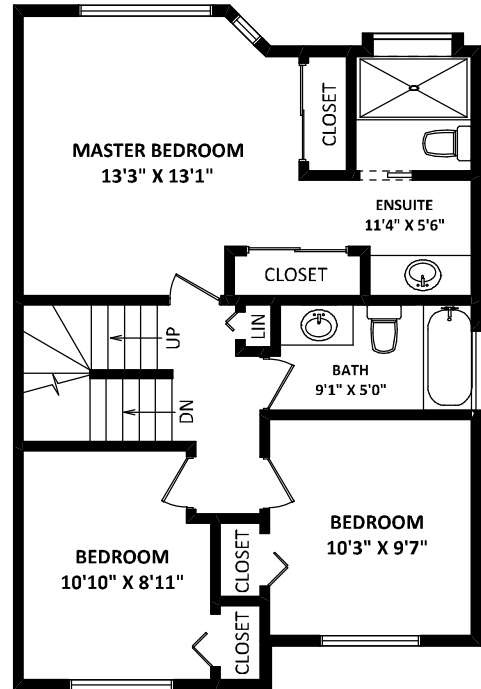 CLOSET
MASTER BEDROOM
13'3" X 13'1"
ENSUITE
11'4" X 5'6"
CLOSET
UP
LIN
BATH
9'1" X 5'0"
DN
BEDROOM
10'3" X 9'7"
BEDROOM
10'10" X 8'11"
CLOSET
CLOSET